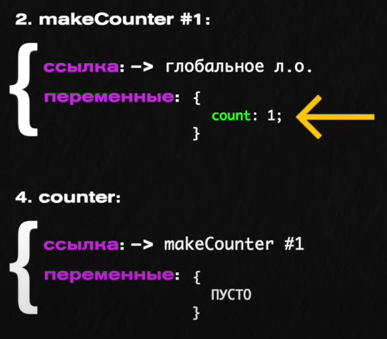 2. makeCounter #1:
ссылка: -> глобальное л.о.
переменные: {
count: 1;
}
4. counter:
ссылка: -> makeCounter #1
переменные: {
ПУСТО
}